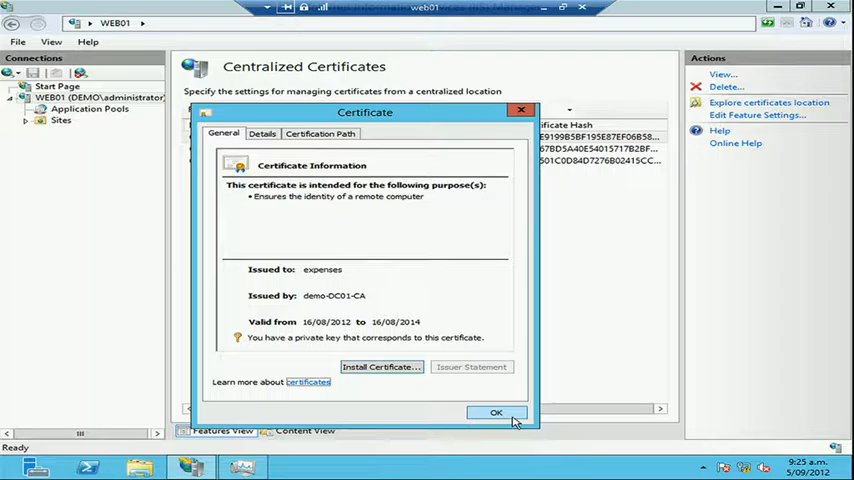 web01
WEB01
File View Help
Connections
Start Page
WEB01 (DEMO\administrator)
Application Pools
Sites
Centralized Certificates
Specify the settings for managing certificates from a centralized location
Certificate
General Details Certification Path
Certificate Information
This certificate is intended for the following purpose(s):
• Ensures the identity of a remote computer
Issued to: expenses
Issued by: demo-DC01-CA
Valid from 16/08/2012 to 16/08/2014
You have a private key that corresponds to this certificate.
Install Certificate... Issuer Statement
Learn more about certificates
OK
ificate Hash
E9199B5BF195E87EF06B58...
67BD5A40E54015717B2BF...
501C0D84D7276B02415CC...
Features View Content View
Actions
View...
Delete...
Explore certificates location
Edit Feature Settings...
Help
Online Help
Ready
9:25 a.m.
5/09/2012